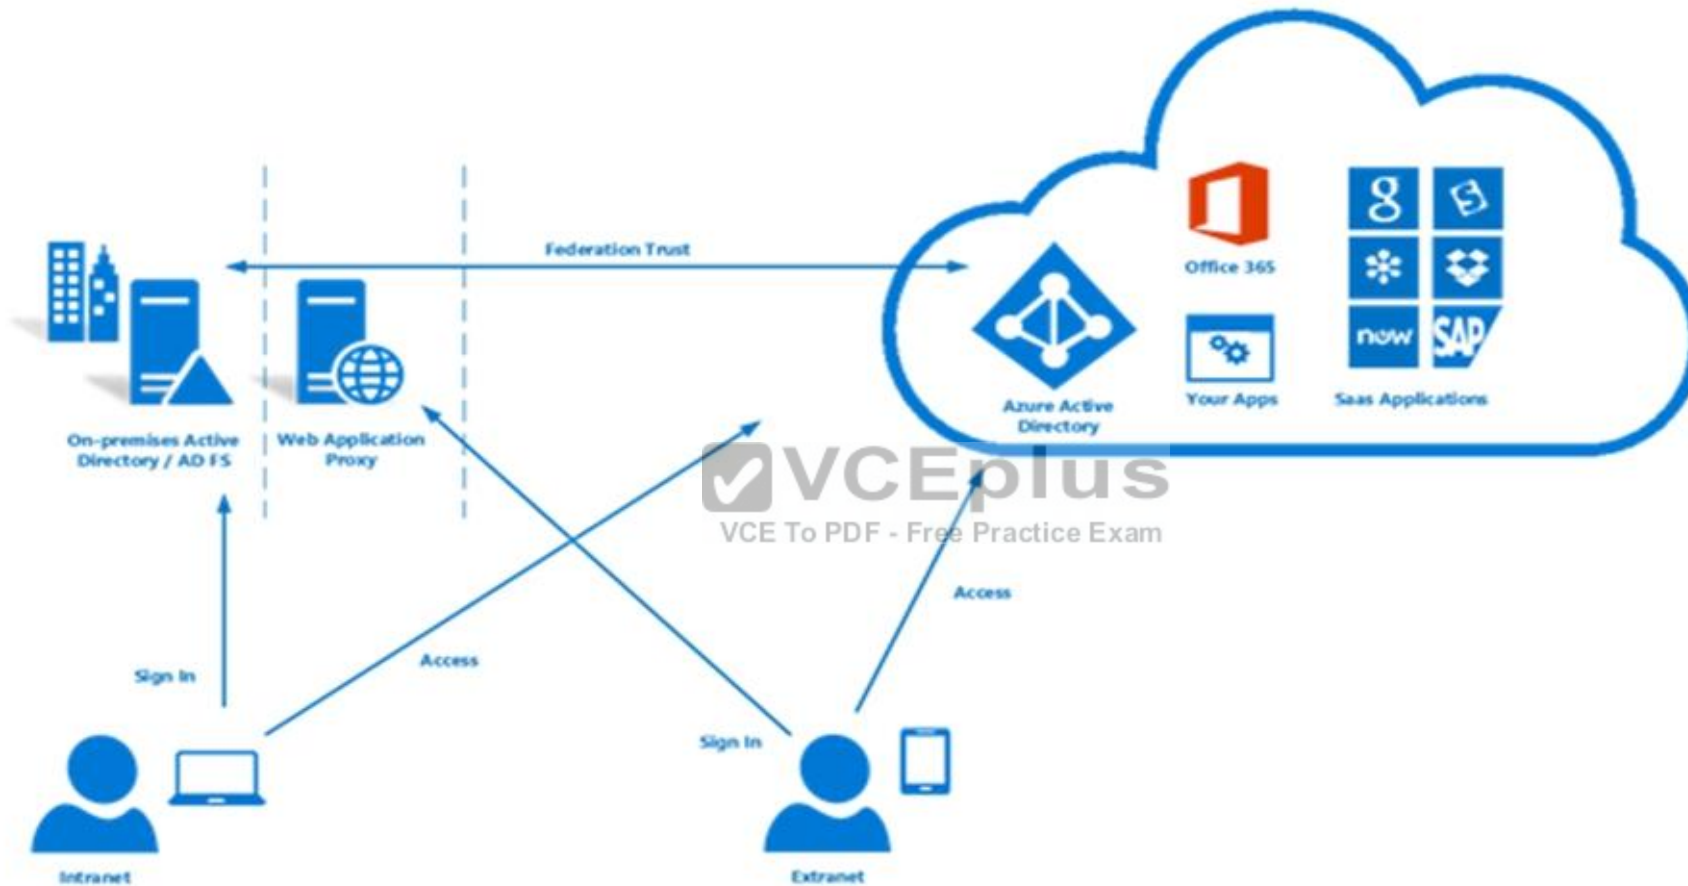 Federation Trust
Office 365
g
S
now
SAP
Your Apps
Saas Applications
Azure Active
Directory
On-premises Active
Directory / AD FS
Web Application
Proxy
VCEplus
VCE To PDF - Free Practice Exam
Access
Sign In
Access
Sign In
Intranet
Extranet